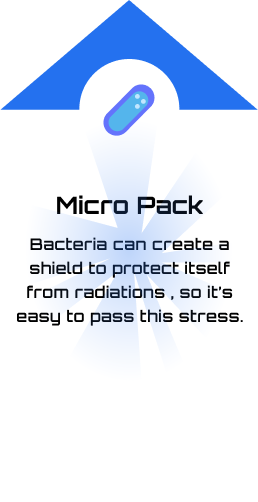 Micro Pack
Bacteria can create a
shield to protect itself
from radiations , so it's
easy to pass this stress.